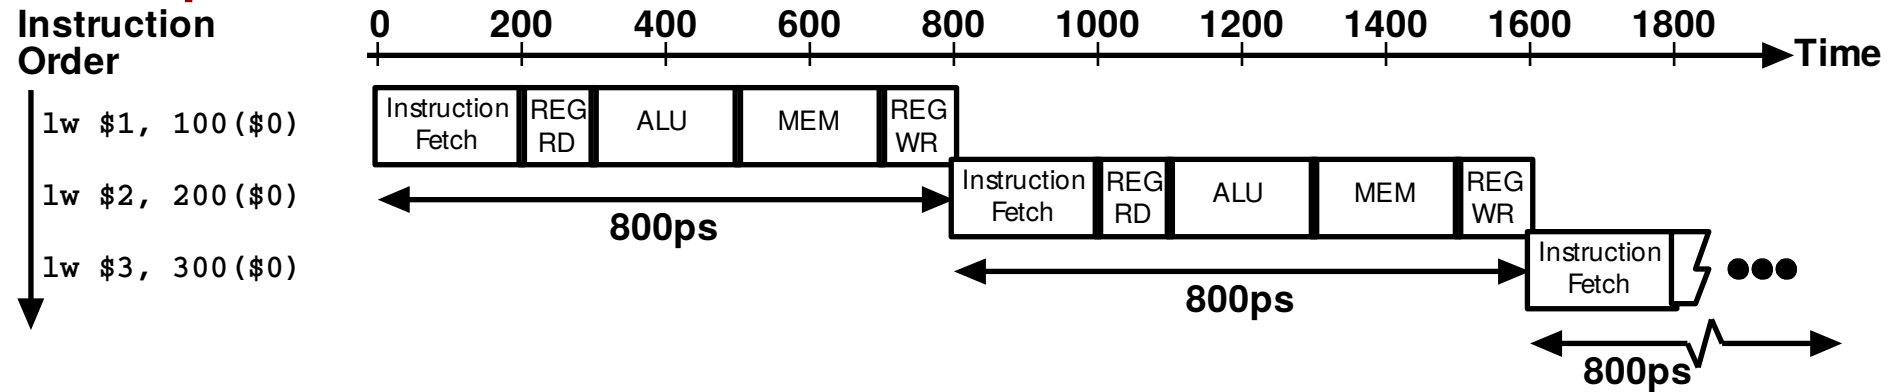 Instruction
Order
0 200 400 600 800 1000 1200 1400 1600 1800
Time
lw $1, 100($0)
Instruction
Fetch
REG
RD
ALU
MEM
REG
WR
800ps
lw $2, 200($0)
Instruction
Fetch
REG
RD
ALU
MEM
REG
WR
800ps
lw $3, 300($0)
Instruction
Fetch
800ps